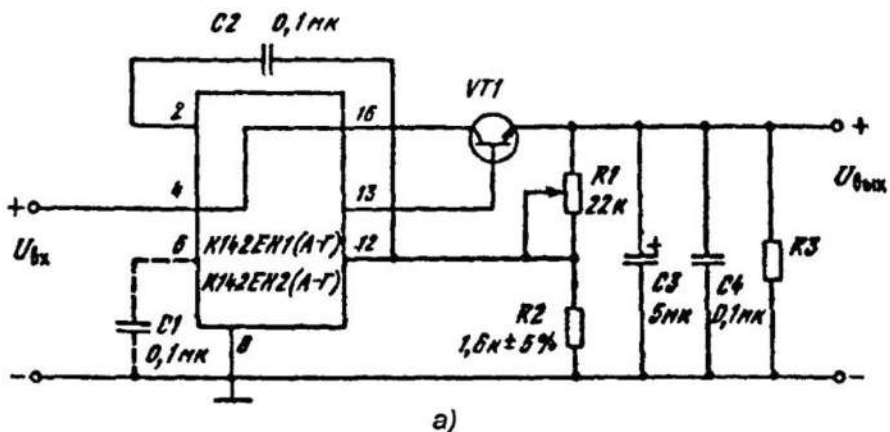 C2 0,1мк
VT1
2
16
4
13
6
12
8
+
Uвх
−
К142ЕН1(А-Г)
К142ЕН2(А-Г)
C1
0,1мк
R1
22к
R2
1,6к±5%
C3
5мк
+
C4
0,1мк
R3
+
Uвых
−
а)